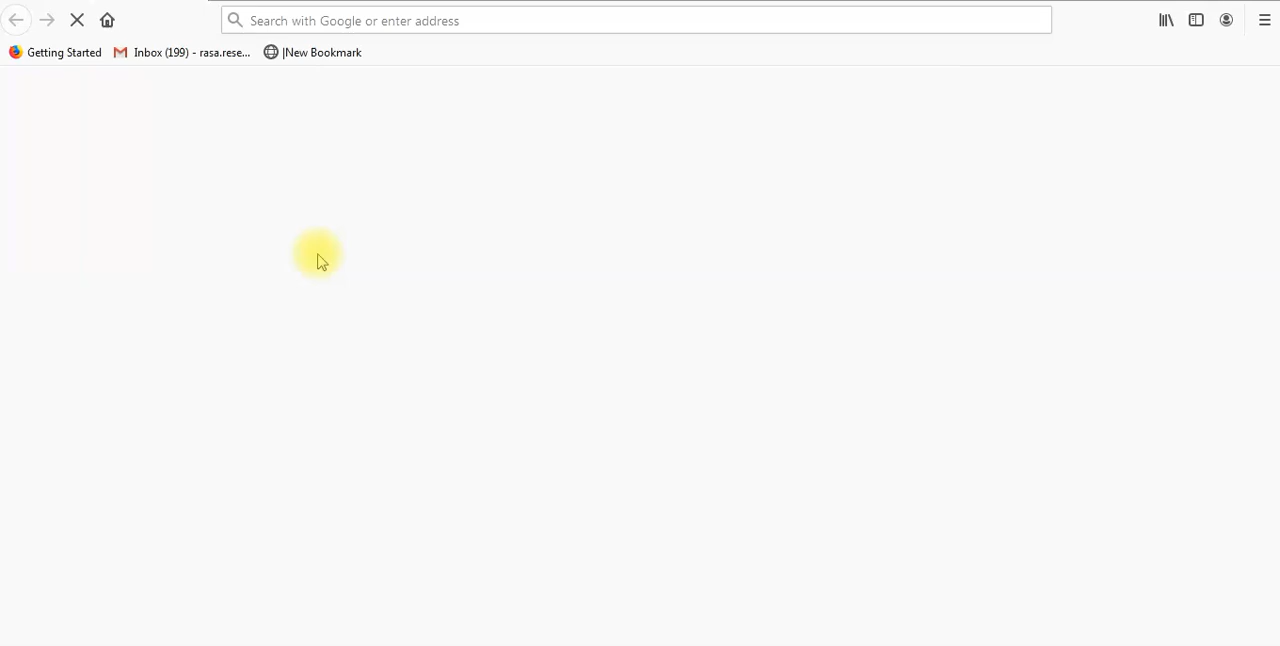 Search with Google or enter address
Getting Started Inbox (199) - rasa.rese... |New Bookmark